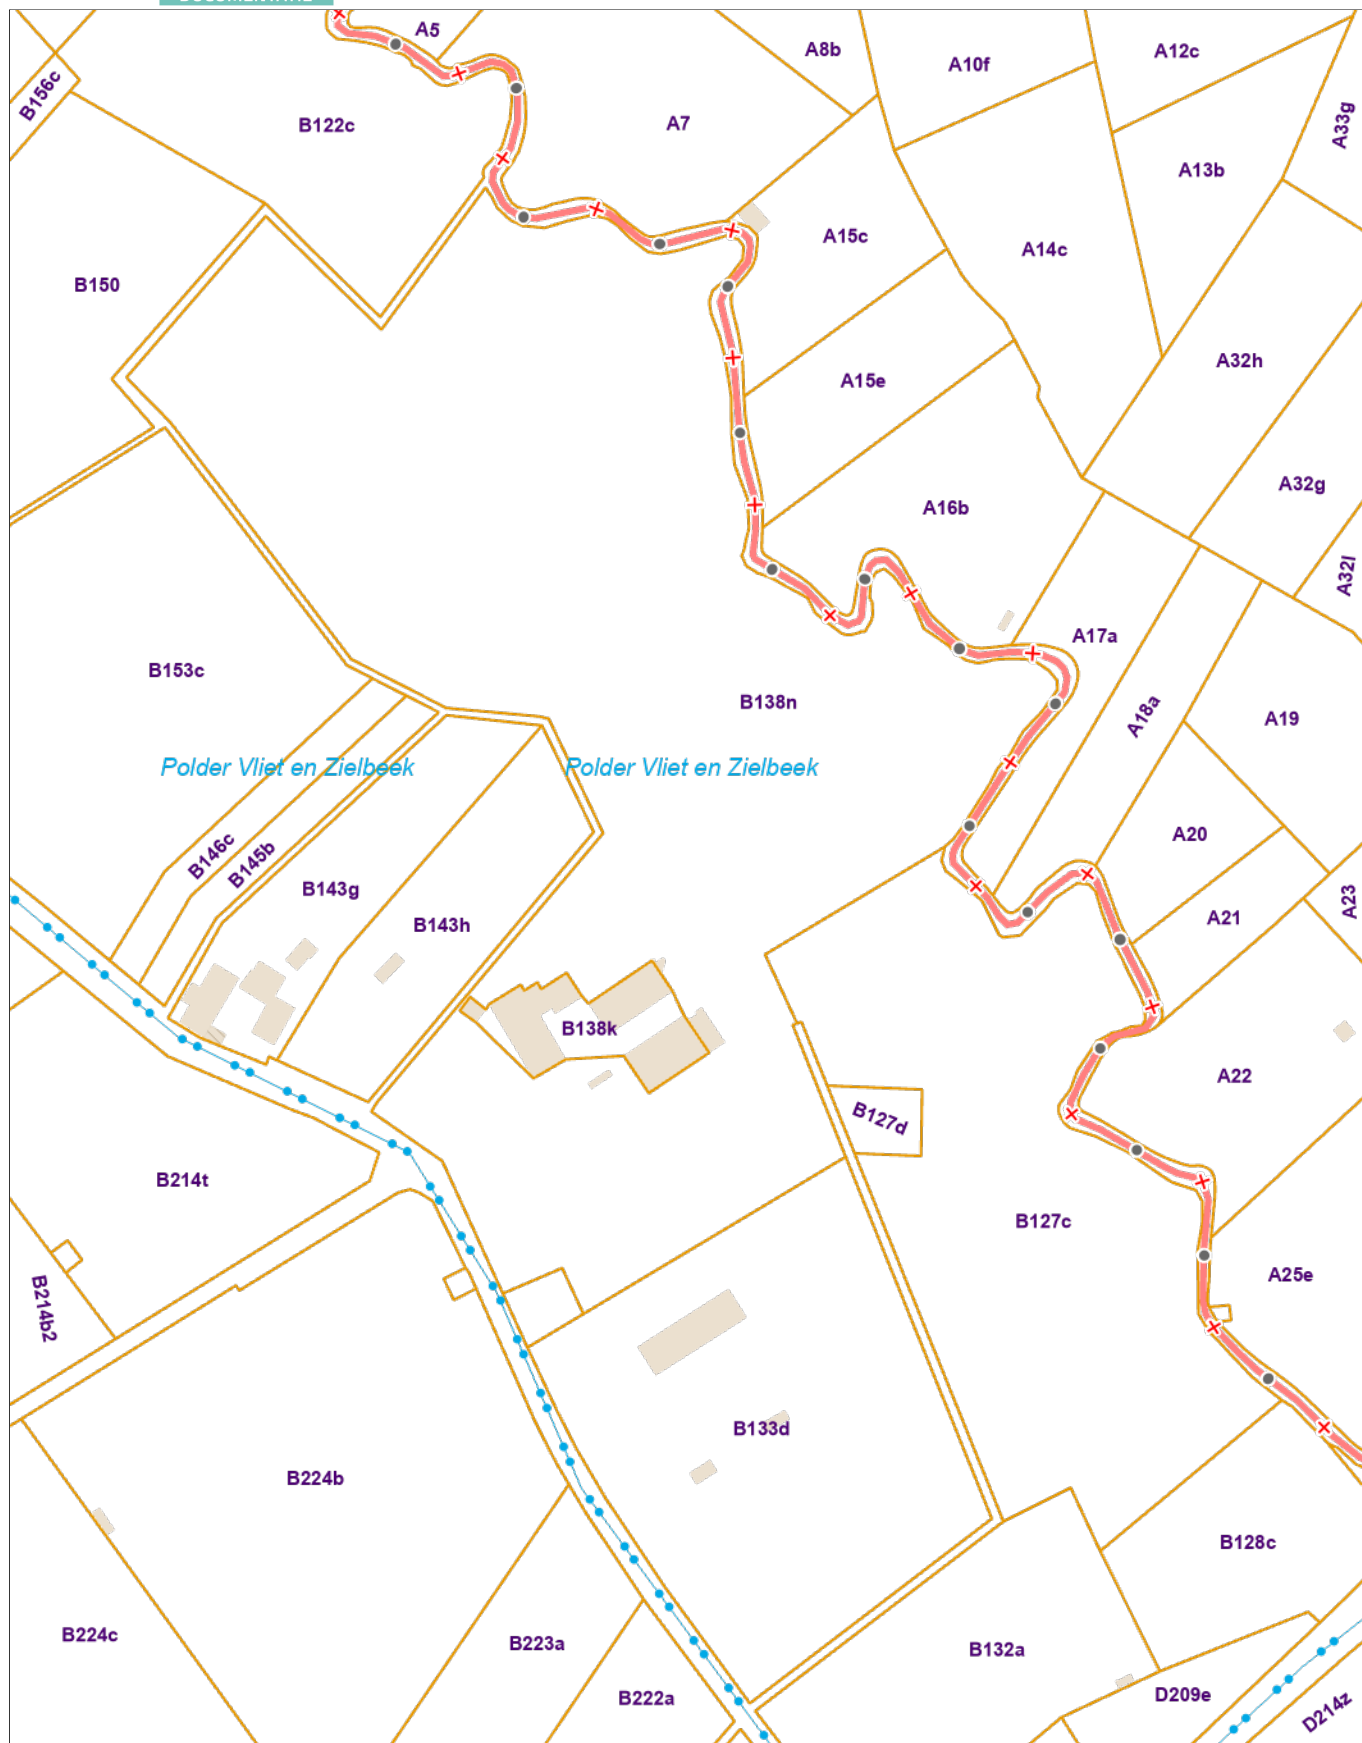 A5
A8b
A10f
A12c
B156c
B122c
A7
A33g
A13b
A15c
A14c
B150
A32h
A15e
A32g
A16b
A32l
A17a
B153c
B138n
A18a
A19
Polder Vliet en Zielbeek
Polder Vliet en Zielbeek
A20
B146c
B145b
B143g
A23
A21
B143h
B138k
A22
B127d
B214t
B127c
A25e
B214b2
B133d
B224b
B128c
B224c
B223a
B132a
B222a
D209e
D214z